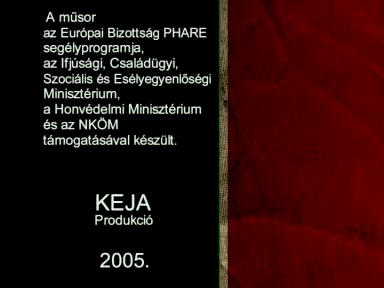 A műsor
az Európai Bizottság PHARE
segélyprogramja,
az Ifjúsági, Családügyi,
Szociális és Esélyegyenlőségi
Minisztérium,
a Honvédelmi Minisztérium
és az NKÖM
támogatásával készült.
KEJA
Produkció
2005.